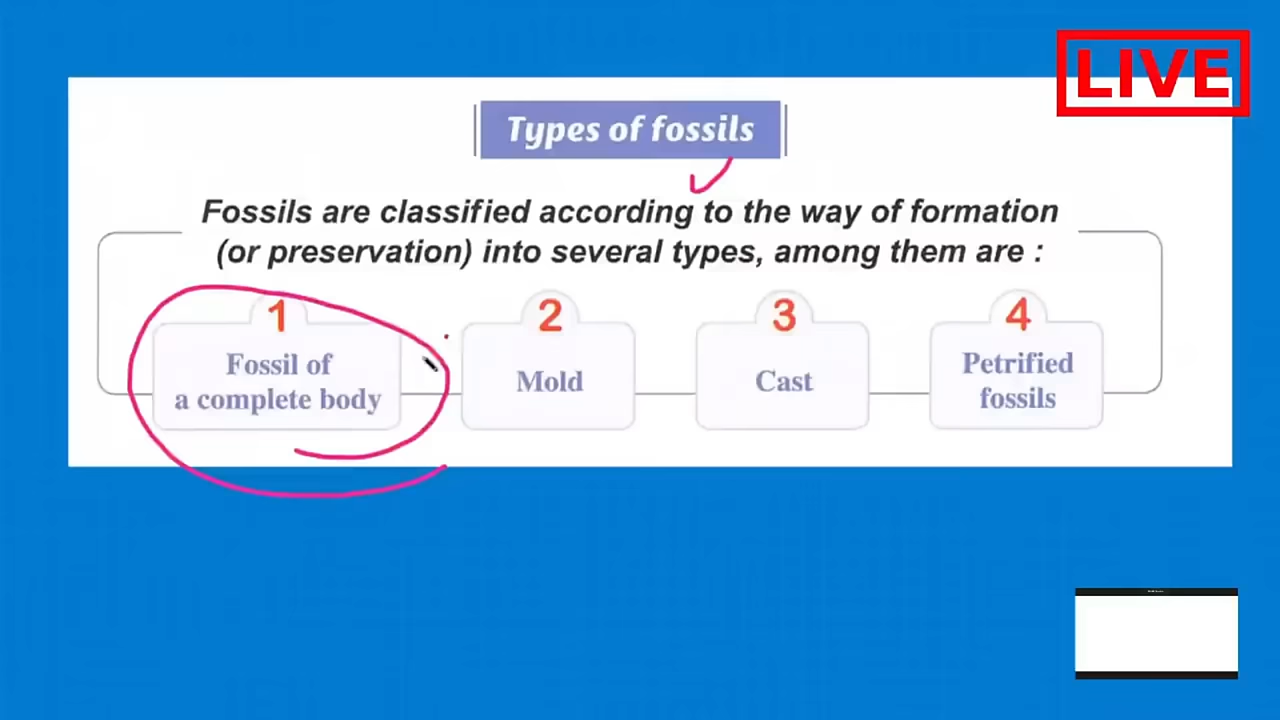 LIVE
Types of fossils
Fossils are classified according to the way of formation
(or preservation) into several types, among them are :
1
Fossil of
a complete body
2
Mold
3
Cast
4
Petrified
fossils